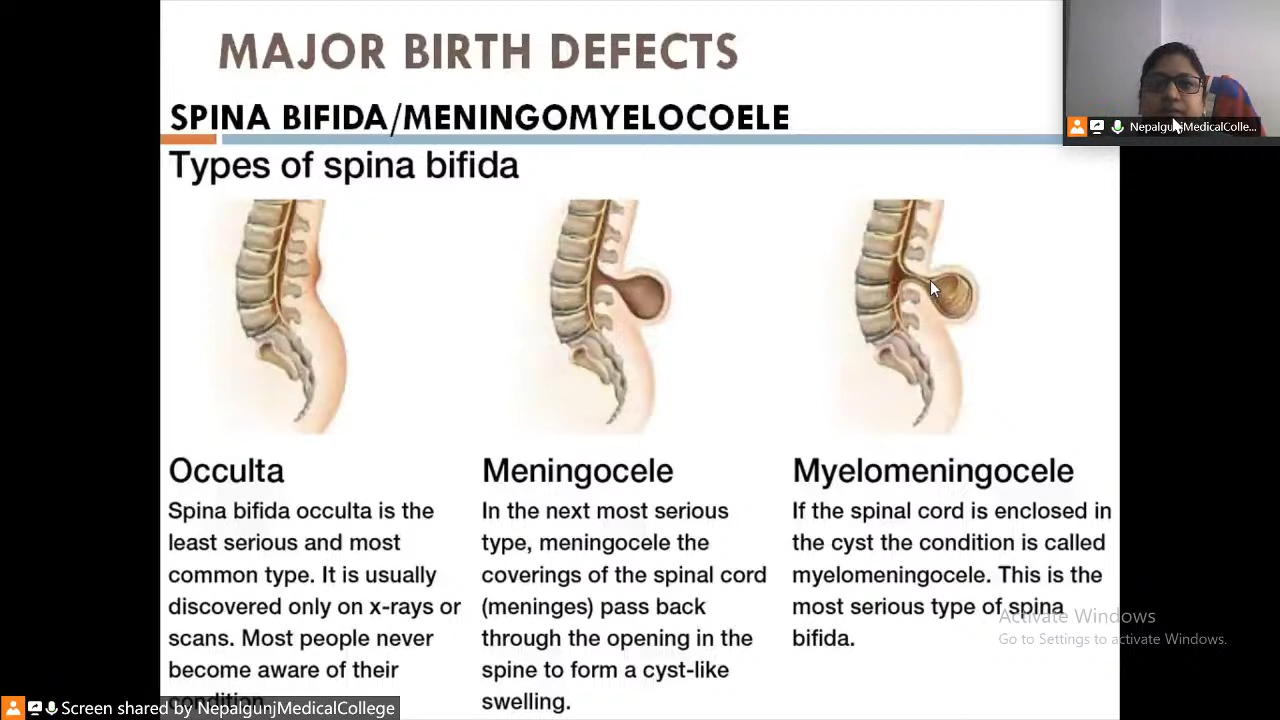 MAJOR BIRTH DEFECTS
SPINA BIFIDA/MENINGOMYELOCOELE
Types of spina bifida
Occulta
Spina bifida occulta is the
least serious and most
common type. It is usually
discovered only on x-rays or
scans. Most people never
become aware of their
condition.
Meningocele
In the next most serious
type, meningocele the
coverings of the spinal cord
(meninges) pass back
through the opening in the
spine to form a cyst-like
swelling.
Myelomeningocele
If the spinal cord is enclosed in
the cyst the condition is called
myelomeningocele. This is the
most serious type of spina
bifida.
NepalgunjMedicalColle...
Activate Windows
Go to Settings to activate Windows.
Screen shared by NepalgunjMedicalCollege